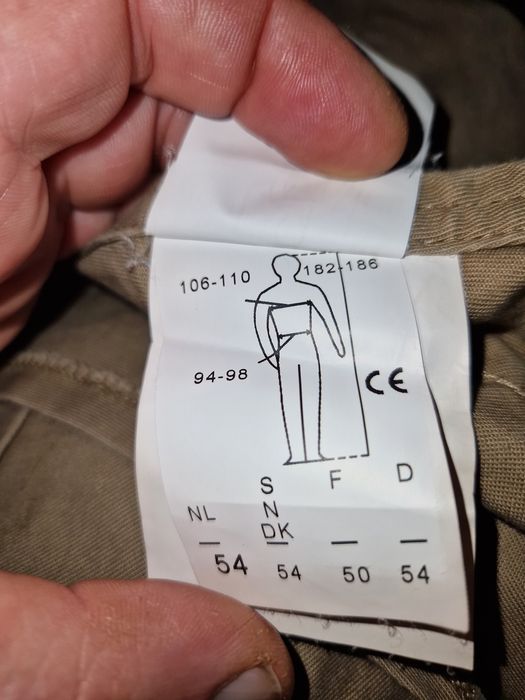 106-110
182-186
94-98
CE
S F D
NL N
DK
— — — —
54 54 50 54